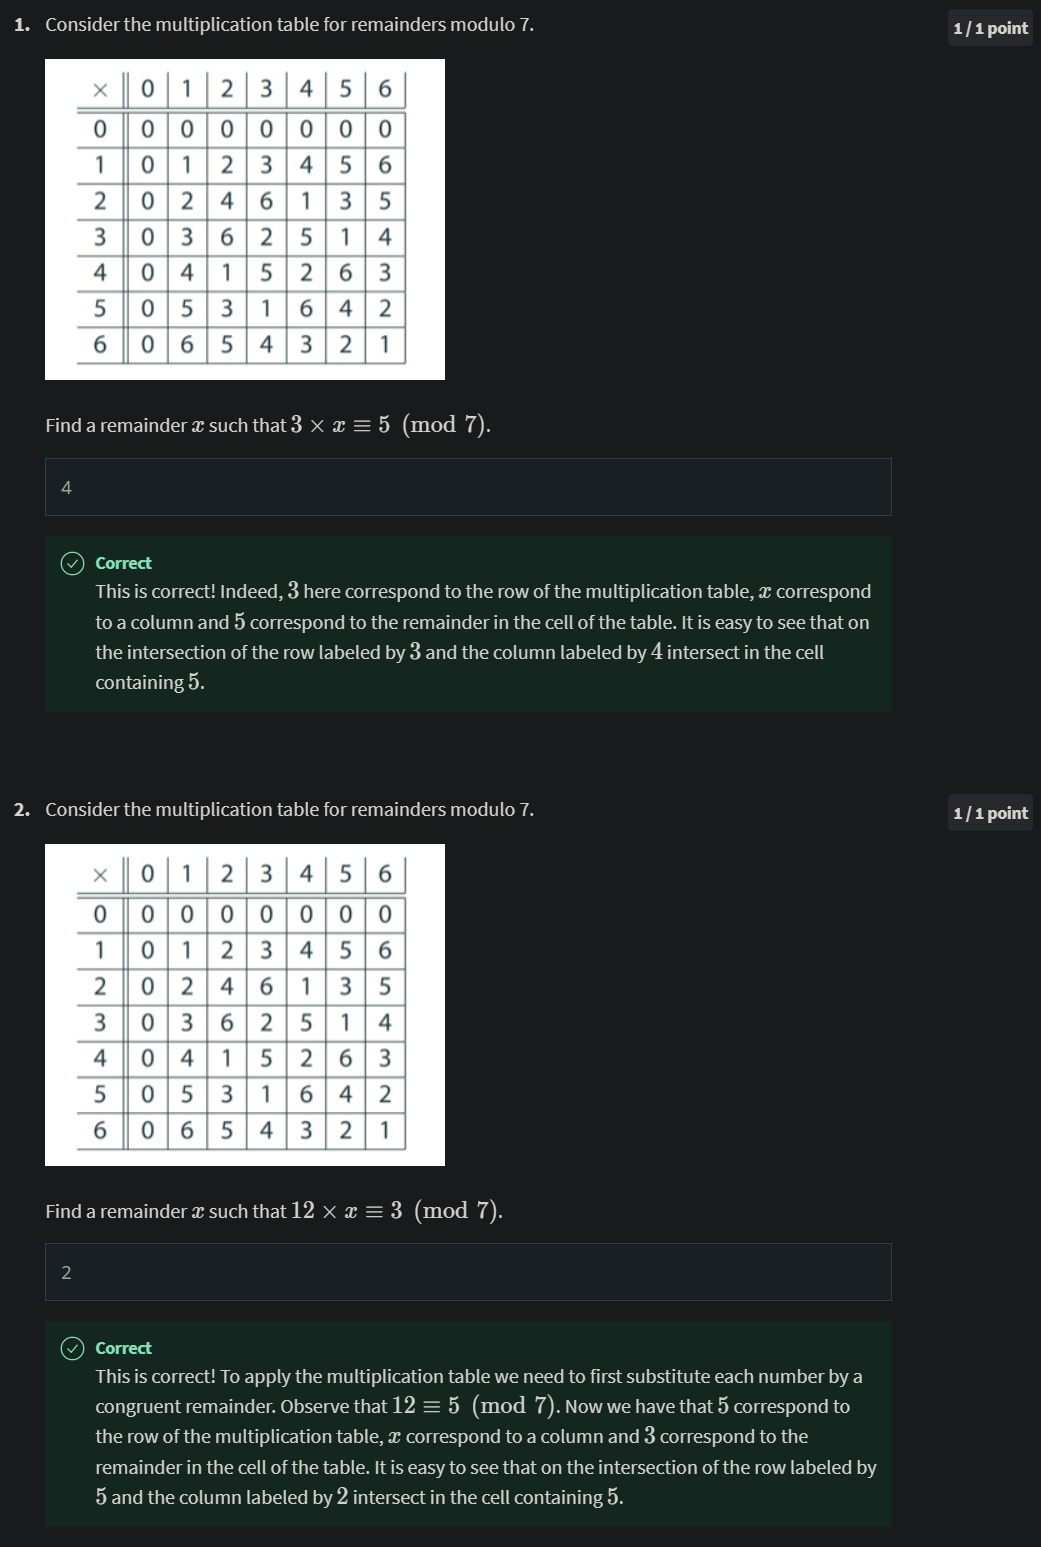 1. Consider the multiplication table for remainders modulo 7.
1 / 1 point
× 0 1 2 3 4 5 6
0 0 0 0 0 0 0 0
1 0 1 2 3 4 5 6
2 0 2 4 6 1 3 5
3 0 3 6 2 5 1 4
4 0 4 1 5 2 6 3
5 0 5 3 1 6 4 2
6 0 6 5 4 3 2 1
Find a remainder x such that 3 × x ≡ 5 (mod 7).
4
Correct
This is correct! Indeed, 3 here correspond to the row of the multiplication table, x correspond
to a column and 5 correspond to the remainder in the cell of the table. It is easy to see that on
the intersection of the row labeled by 3 and the column labeled by 4 intersect in the cell
containing 5.
2. Consider the multiplication table for remainders modulo 7.
1 / 1 point
× 0 1 2 3 4 5 6
0 0 0 0 0 0 0 0
1 0 1 2 3 4 5 6
2 0 2 4 6 1 3 5
3 0 3 6 2 5 1 4
4 0 4 1 5 2 6 3
5 0 5 3 1 6 4 2
6 0 6 5 4 3 2 1
Find a remainder x such that 12 × x ≡ 3 (mod 7).
2
Correct
This is correct! To apply the multiplication table we need to first substitute each number by a
congruent remainder. Observe that 12 ≡ 5 (mod 7). Now we have that 5 correspond to
the row of the multiplication table, x correspond to a column and 3 correspond to the
remainder in the cell of the table. It is easy to see that on the intersection of the row labeled by
5 and the column labeled by 2 intersect in the cell containing 5.